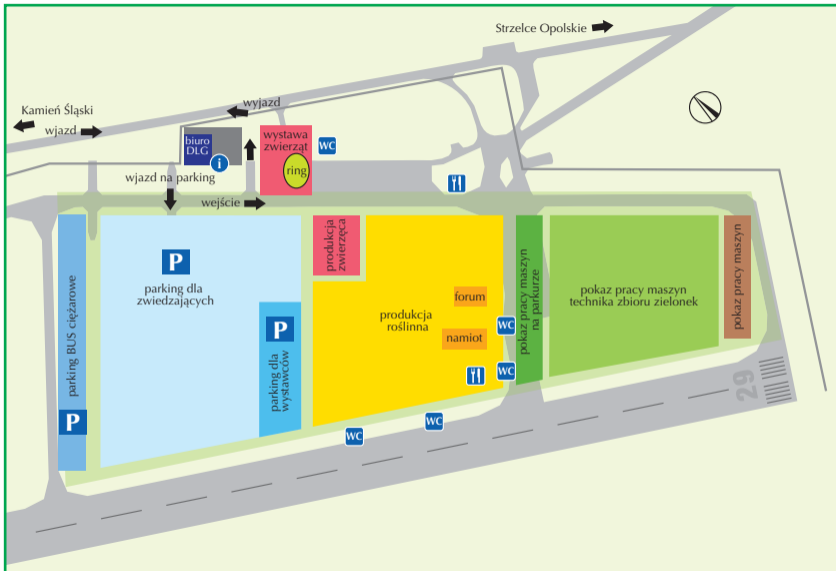 Strzelce Opolskie
Kamień Śląski
wjazd
wyjazd
biuro
DLG
i
wystawa
zwierząt
ring
WC
wjazd na parking
wejście
P
parking dla
zwiedzających
parking BUS ciężarowe
P
P
parking dla
wystawców
produkcja
zwierzęca
produkcja
roślinna
forum
namiot
WC
WC
WC
WC
pokaz pracy maszyn
na parkurze
pokaz pracy maszyn
technika zbioru zielonek
pokaz pracy maszyn
29